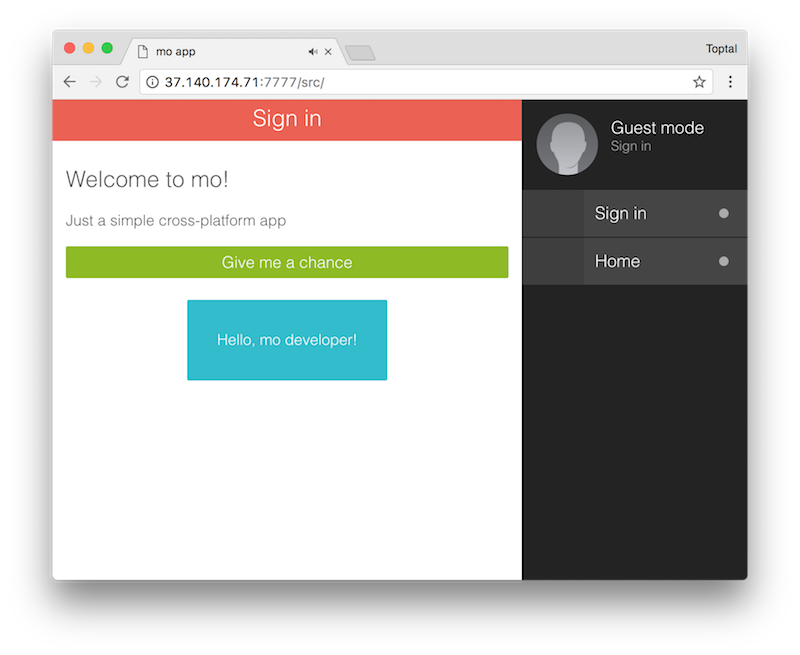 mo app
Toptal
37.140.174.71:7777/src/
Sign in
Welcome to mo!
Just a simple cross-platform app
Give me a chance
Hello, mo developer!
Guest mode
Sign in
Sign in
Home